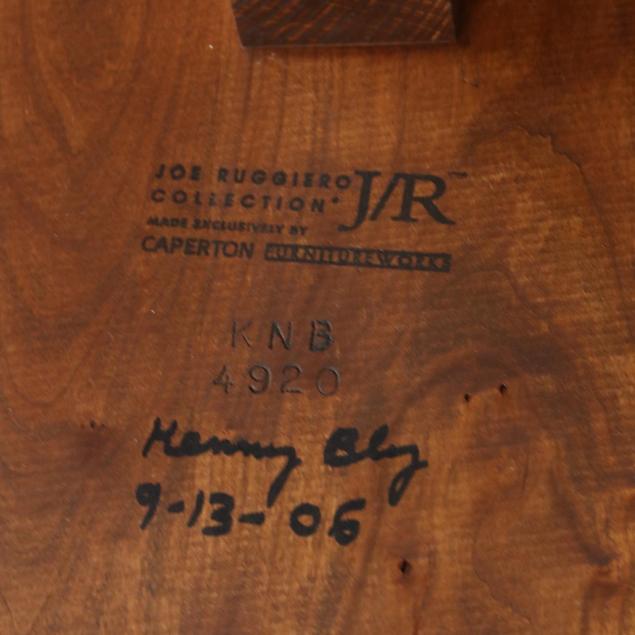 JOE RUGGIERO
COLLECTION J/R™
MADE EXCLUSIVELY BY
CAPERTON FURNITUREWORKS
KNB
4920
Kenny Bly
9-13-06